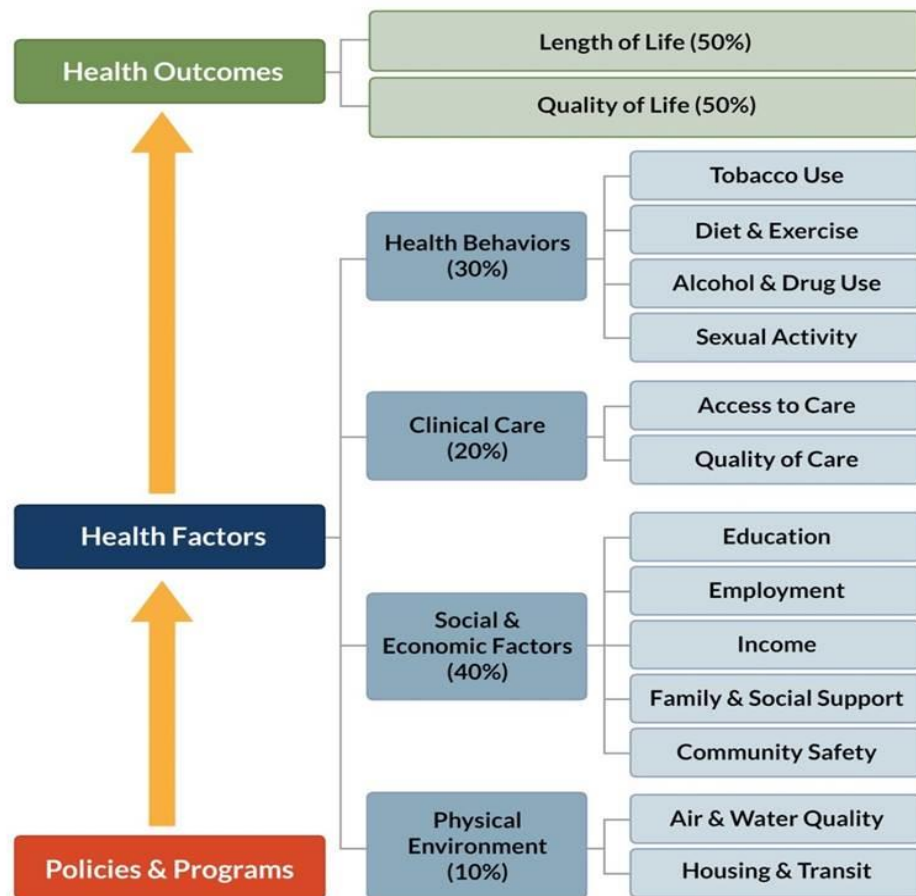 Health Outcomes
Length of Life (50%)
Quality of Life (50%)
Health Factors
Health Behaviors
(30%)
Tobacco Use
Diet & Exercise
Alcohol & Drug Use
Sexual Activity
Clinical Care
(20%)
Access to Care
Quality of Care
Social &
Economic Factors
(40%)
Education
Employment
Income
Family & Social Support
Community Safety
Physical
Environment
(10%)
Air & Water Quality
Housing & Transit
Policies & Programs